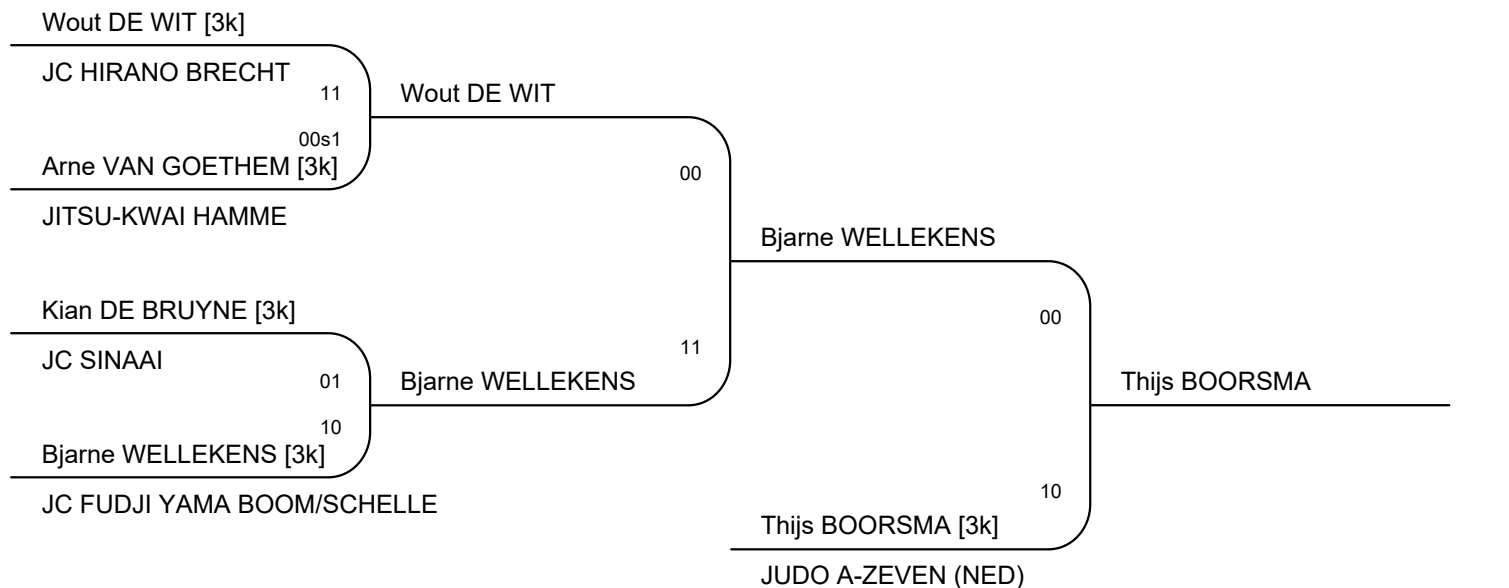 Wout DE WIT [3k]
JC HIRANO BRECHT
11
Wout DE WIT
00s1
Arne VAN GOETHEM [3k]
00
JITSU-KWAI HAMME
Bjarne WELLEKENS
Kian DE BRUYNE [3k]
00
JC SINAAI
11
01
Bjarne WELLEKENS
Thijs BOORSMA
10
Bjarne WELLEKENS [3k]
10
JC FUDJI YAMA BOOM/SCHELLE
Thijs BOORSMA [3k]
JUDO A-ZEVEN (NED)